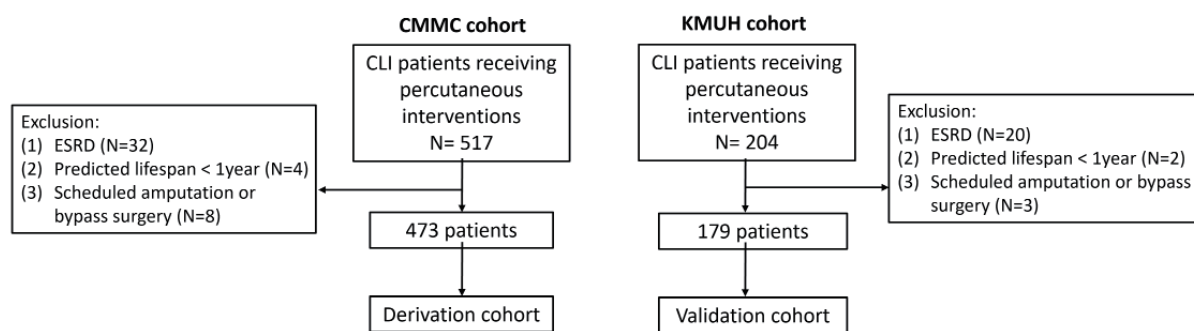 CMMC cohort
CLI patients receiving
percutaneous
interventions
N= 517
Exclusion:
(1) ESRD (N=32)
(2) Predicted lifespan < 1year (N=4)
(3) Scheduled amputation or
bypass surgery (N=8)
473 patients
Derivation cohort
KMUH cohort
CLI patients receiving
percutaneous
interventions
N= 204
Exclusion:
(1) ESRD (N=20)
(2) Predicted lifespan < 1year (N=2)
(3) Scheduled amputation or bypass
surgery (N=3)
179 patients
Validation cohort